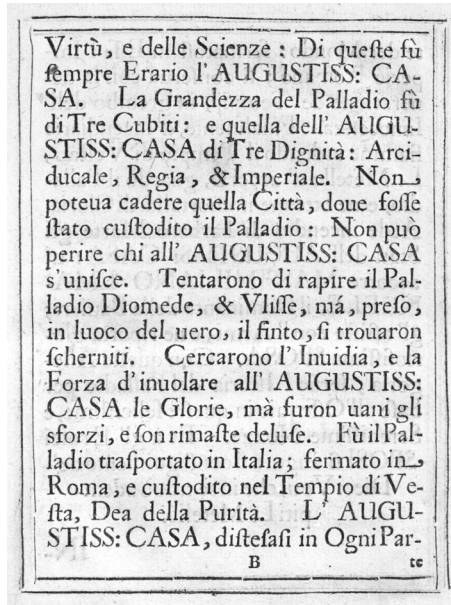 Virtù, e delle Scienze : Di queſte fù
ſempre Erario l'AUGUSTISS: CA-
SA. La Grandezza del Palladio fù
di Tre Cubiti: e quella dell' AUGU-
STISS: CASA di Tre Dignità: Arci-
ducale, Regia, & Imperiale. Non
poteua cadere quella Città, doue foſſe
ſtato cuſtodito il Palladio: Non può
perire chi all' AUGUSTISS: CASA
s'uniſce. Tentarono di rapire il Pal-
ladio Diomede, & Vliſſe, má, preſo,
in luoco del uero, il finto, ſi trouaron
ſcherniti. Cercarono l'Inuidia, e la
Forza d'inuolare all' AUGUSTISS:
CASA le Glorie, mà furon uani gli
sforzi, e ſon rimaſte deluſe. Fù il Pal-
ladio traſportato in Italia; fermato in
Roma, e cuſtodito nel Tempio di Ve-
ſta, Dea della Purità. L' AUGU-
STISS: CASA, diſteſaſi in Ogni Par-
B te